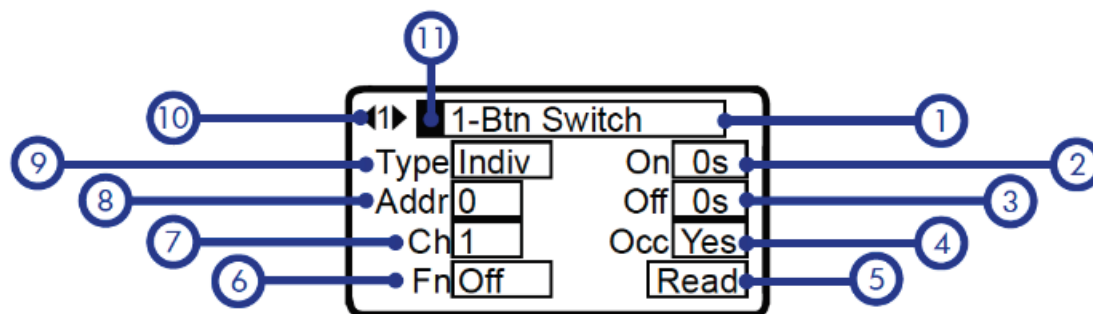 11
10 ◀1▶ 1-Btn Switch 1
9 Type Indiv On 0s 2
8 Addr 0 Off 0s 3
7 Ch 1 Occ Yes 4
6 Fn Off Read 5